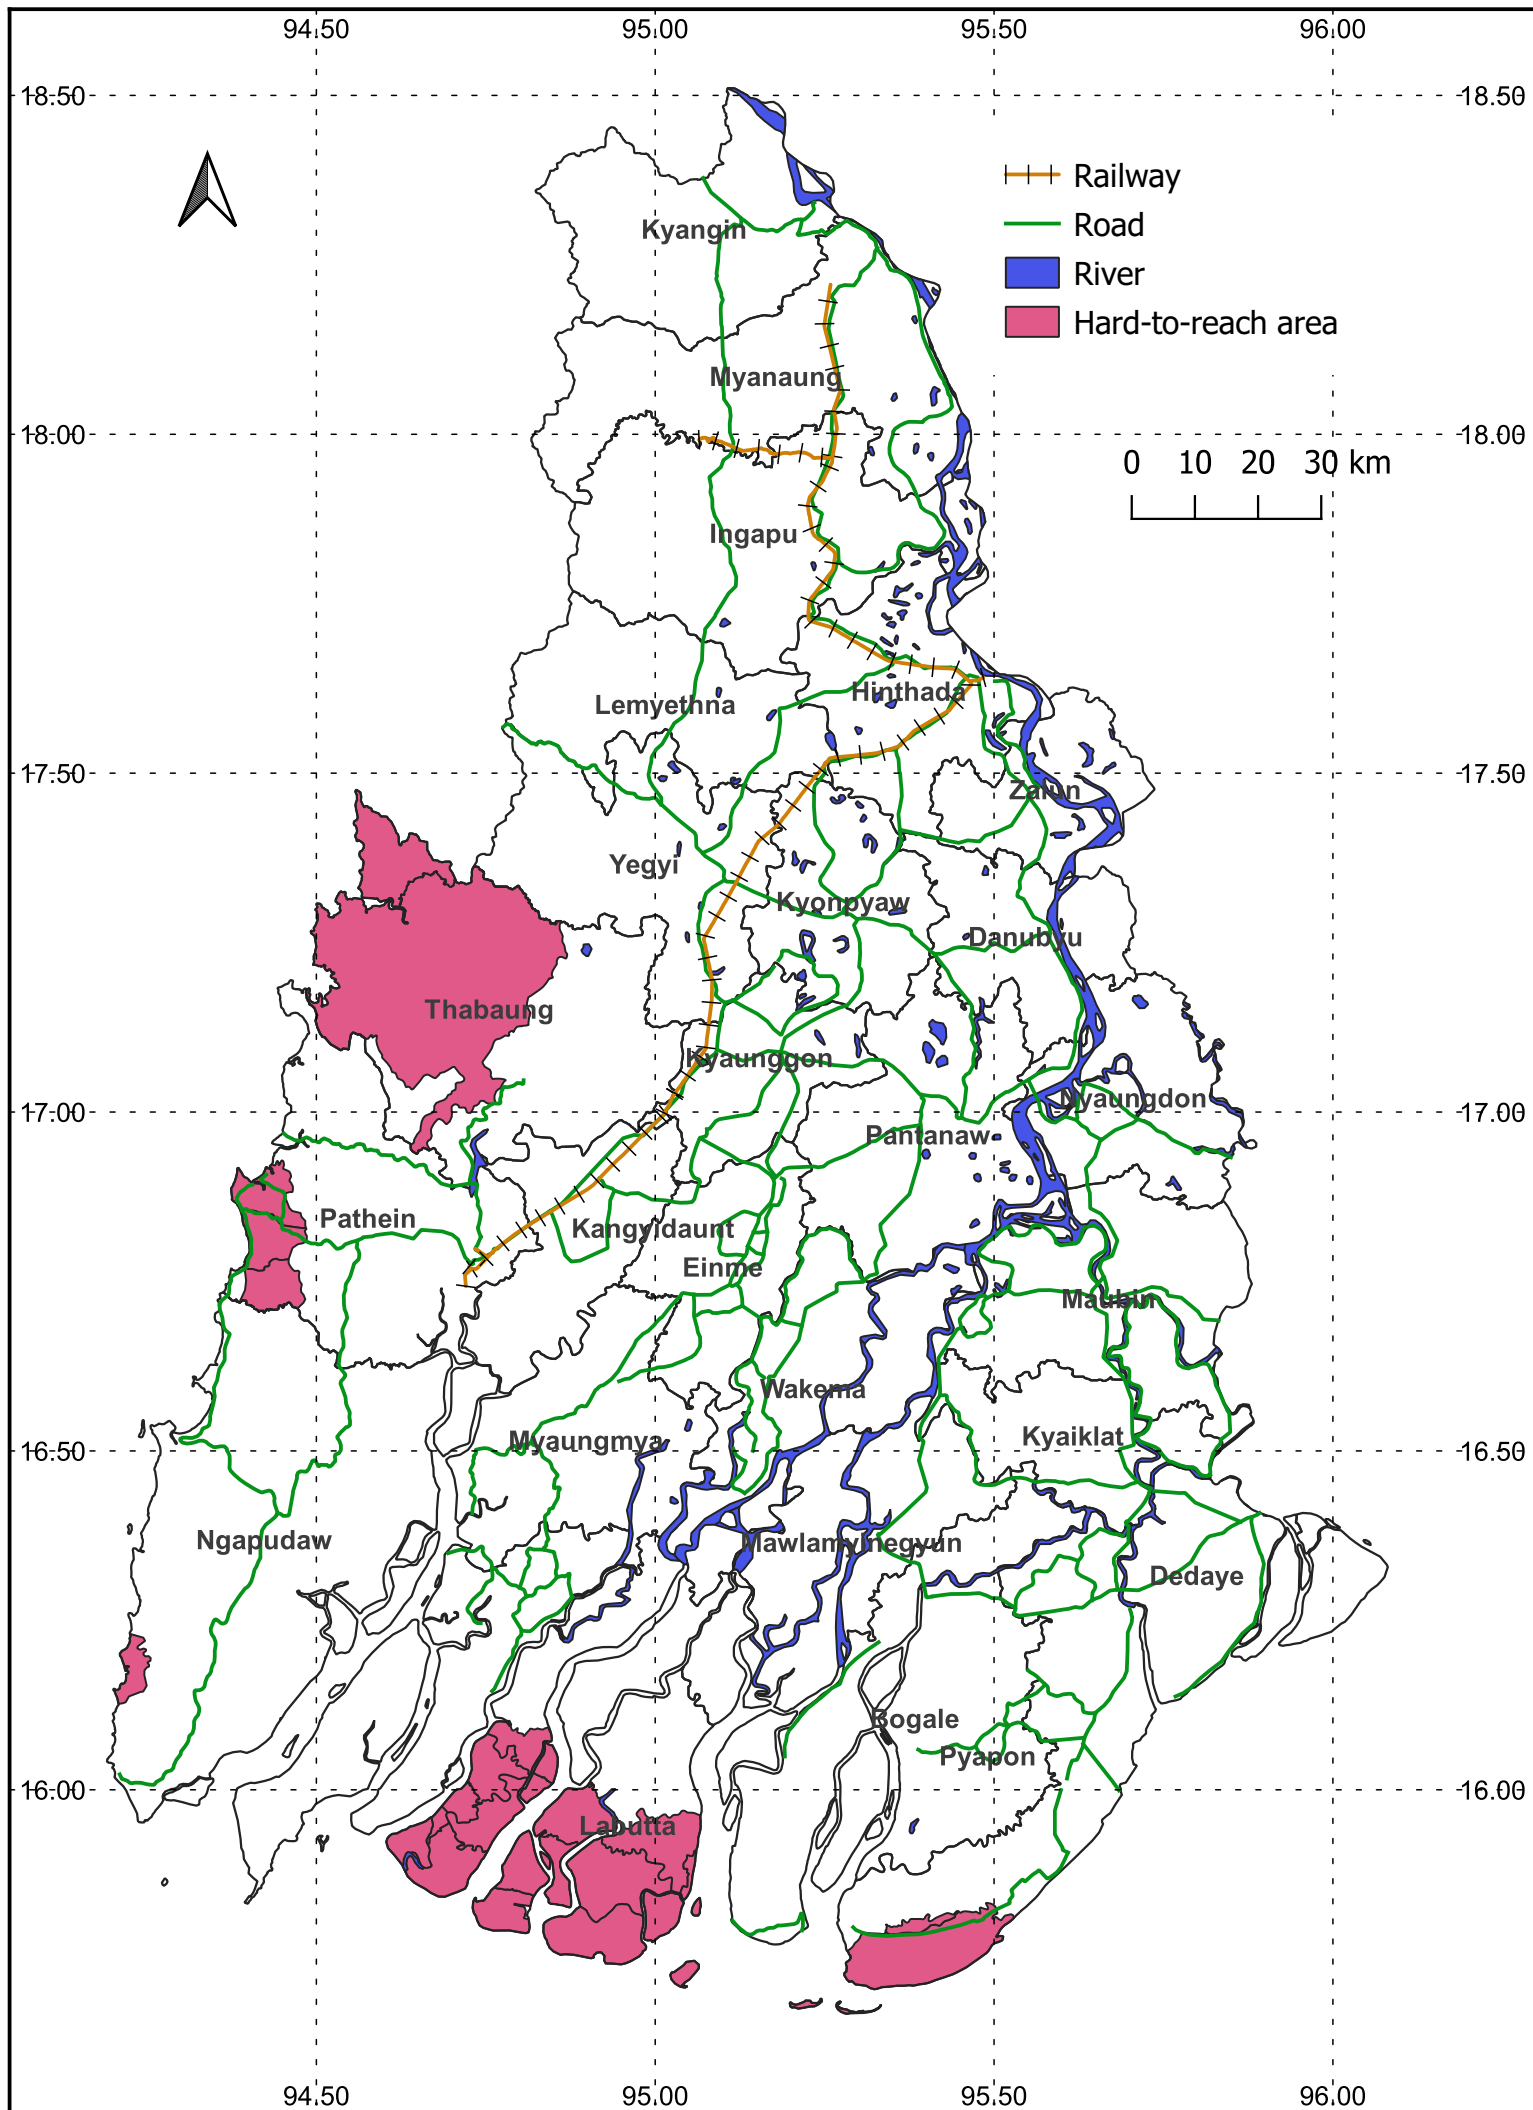 94.50 95.00 95.50 96.00
18.50 18.50
Railway
Road
Kyangin
River
Hard-to-reach area
Myanaung
18.00 18.00
0 10 20 30 km
Ingapu
Hinthada
Lemyethna
17.50 17.50
Zalun
Yegyi
Kyonpyaw
Danubyu
Thabaung
Kyaunggon
Nyaungdon
17.00 17.00
Pantanaw
Pathein
Kangyidaunt
Einme
Maubin
Wakema
Kyaiklat
Myaungmya
16.50 16.50
Ngapudaw
Mawlamyinegyun
Dedaye
Bogale
Pyapon
16.00 16.00
Labutta
94.50 95.00 95.50 96.00